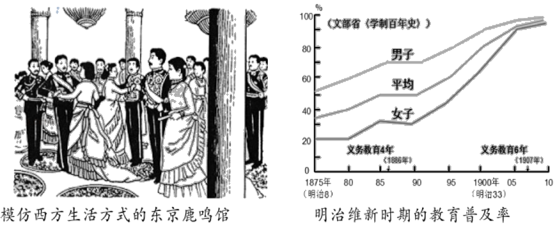 模仿西方生活方式的东京鹿鸣馆
%
100
80
60
40
20
0
(文部省《学制百年史》)
男子
平均
女子
义务教育4年
(1886年)
义务教育6年
(1907年)
1875年
80
85
90
95
1900年
05
10
(明治8)
(明治33)
明治维新时期的教育普及率